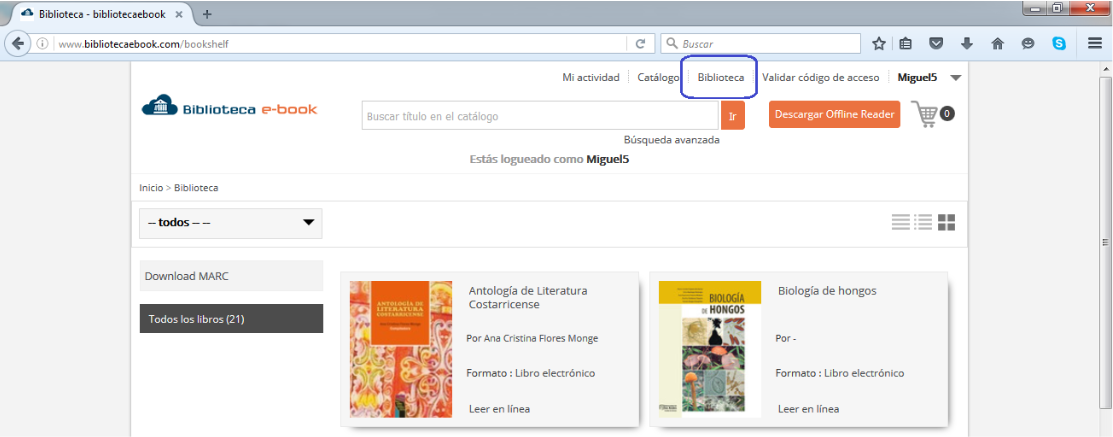 Biblioteca - bibliotecaebook
www.bibliotecaebook.com/bookshelf
Buscar
Mi actividad Catálogo Biblioteca Validar código de acceso Miguel5
Biblioteca e-book
Buscar título en el catálogo Ir Descargar Offline Reader 0
Búsqueda avanzada
Estás logueado como Miguel5
Inicio > Biblioteca
-- todos -- --
Download MARC
Todos los libros (21)
ANTOLOGÍA DE
LITERATURA
COSTARRICENSE
Antología de Literatura
Costarricense
Por Ana Cristina Flores Monge
Formato : Libro electrónico
Leer en línea
BIOLOGÍA
DE HONGOS
Biología de hongos
Por -
Formato : Libro electrónico
Leer en línea